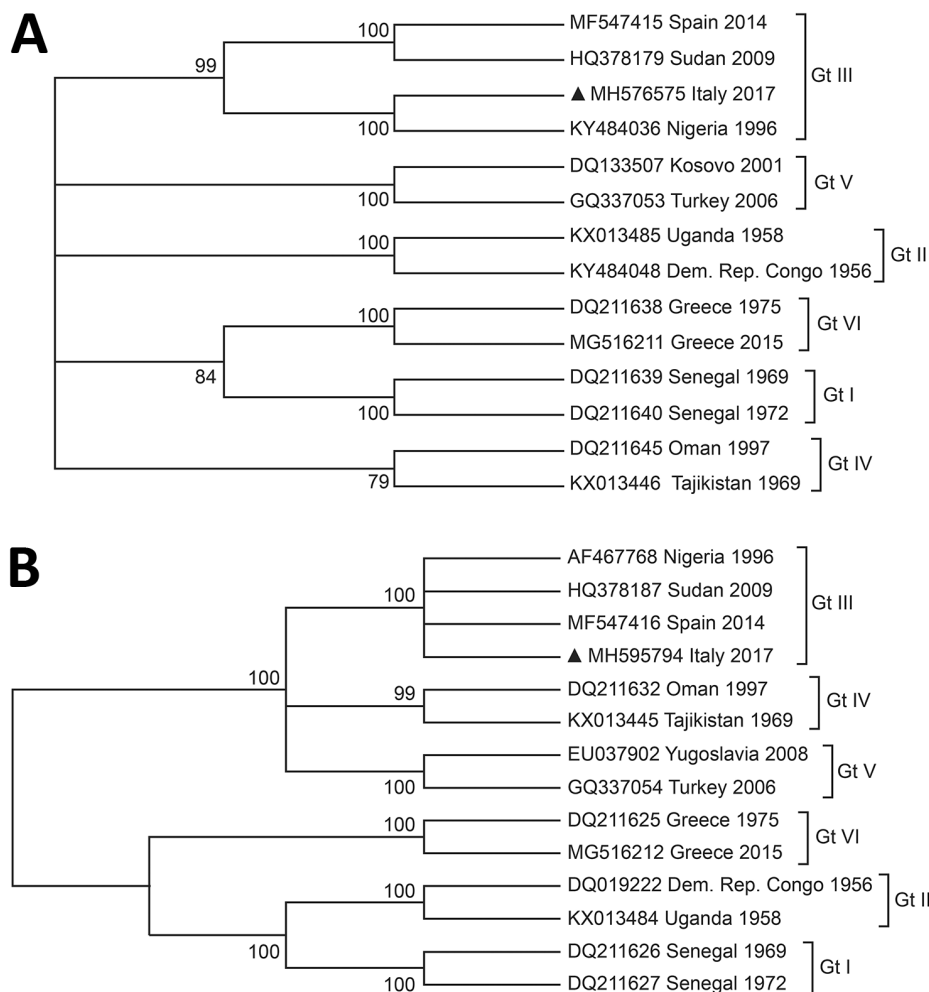 A
100
MF547415 Spain 2014
HQ378179 Sudan 2009
99
Gt III
▲ MH576575 Italy 2017
100
KY484036 Nigeria 1996
DQ133507 Kosovo 2001
100
GQ337053 Turkey 2006
Gt V
100
KX013485 Uganda 1958
KY484048 Dem. Rep. Congo 1956
Gt II
100
DQ211638 Greece 1975
MG516211 Greece 2015
Gt VI
84
DQ211639 Senegal 1969
100
DQ211640 Senegal 1972
Gt I
DQ211645 Oman 1997
79
KX013446 Tajikistan 1969
Gt IV
B
AF467768 Nigeria 1996
100
HQ378187 Sudan 2009
MF547416 Spain 2014
▲ MH595794 Italy 2017
Gt III
100
99
DQ211632 Oman 1997
KX013445 Tajikistan 1969
Gt IV
EU037902 Yugoslavia 2008
100
GQ337054 Turkey 2006
Gt V
100
DQ211625 Greece 1975
MG516212 Greece 2015
Gt VI
100
DQ019222 Dem. Rep. Congo 1956
KX013484 Uganda 1958
Gt II
100
DQ211626 Senegal 1969
100
DQ211627 Senegal 1972
Gt I